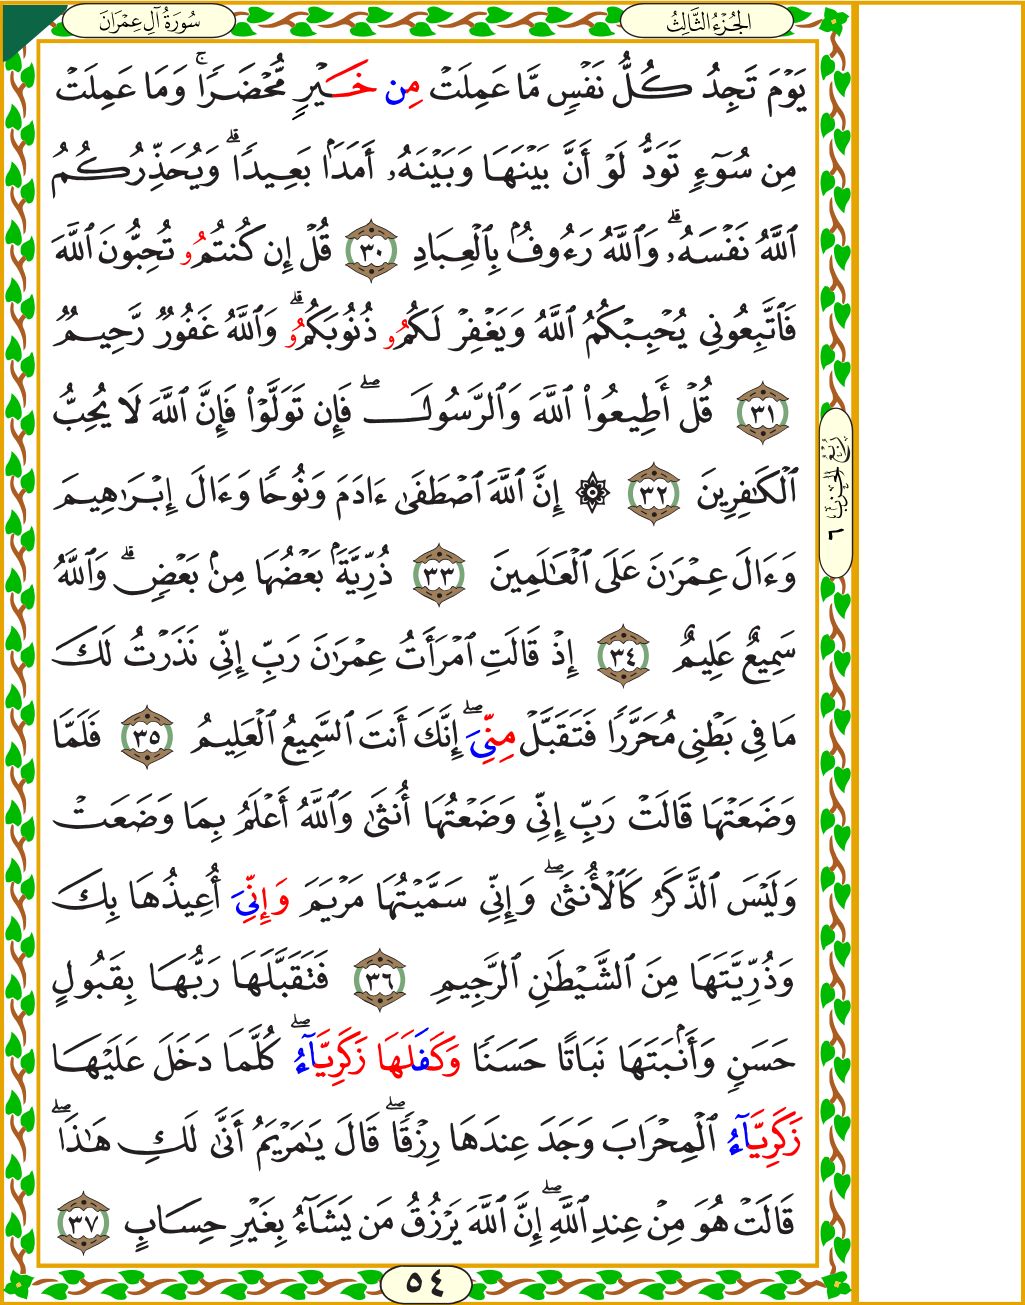 الجُزْءُ الثَّالِثُ
سُورَةُ آلِ عِمْرَانَ
يَوْمَ تَجِدُ كُلُّ نَفْسٍ مَّا عَمِلَتْ مِن خَيْرٍ مُّحْضَرًا ۚ وَمَا عَمِلَتْ
مِن سُوٓءٍ تَوَدُّ لَوْ أَنَّ بَيْنَهَا وَبَيْنَهُۥ أَمَدَۢا بَعِيدًا ۗ وَيُحَذِّرُكُمُ
ٱللَّهُ نَفْسَهُۥ ۗ وَٱللَّهُ رَءُوفُۢ بِٱلْعِبَادِ ٣٠ قُلْ إِن كُنتُمُۥ تُحِبُّونَ ٱللَّهَ
فَٱتَّبِعُونِى يُحْبِبْكُمُ ٱللَّهُ وَيَغْفِرْ لَكُمُۥ ذُنُوبَكُمُۥ ۗ وَٱللَّهُ غَفُورٌ رَّحِيمٌ
٣١ قُلْ أَطِيعُوا۟ ٱللَّهَ وَٱلرَّسُولَ ۖ فَإِن تَوَلَّوْا۟ فَإِنَّ ٱللَّهَ لَا يُحِبُّ
ٱلْكَـٰفِرِينَ ٣٢ ۞ إِنَّ ٱللَّهَ ٱصْطَفَىٰ ءَادَمَ وَنُوحًا وَءَالَ إِبْرَٰهِيمَ
وَءَالَ عِمْرَٰنَ عَلَى ٱلْعَـٰلَمِينَ ٣٣ ذُرِّيَّةَۢ بَعْضُهَا مِنۢ بَعْضٍ ۗ وَٱللَّهُ
سَمِيعٌ عَلِيمٌ ٣٤ إِذْ قَالَتِ ٱمْرَأَتُ عِمْرَٰنَ رَبِّ إِنِّى نَذَرْتُ لَكَ
مَا فِى بَطْنِى مُحَرَّرًا فَتَقَبَّلْ مِنِّىَ ۖ إِنَّكَ أَنتَ ٱلسَّمِيعُ ٱلْعَلِيمُ ٣٥ فَلَمَّا
وَضَعَتْهَا قَالَتْ رَبِّ إِنِّى وَضَعْتُهَا أُنثَىٰ وَٱللَّهُ أَعْلَمُ بِمَا وَضَعَتْ
وَلَيْسَ ٱلذَّكَرُ كَٱلْأُنثَىٰ ۖ وَإِنِّى سَمَّيْتُهَا مَرْيَمَ وَإِنِّىَ أُعِيذُهَا بِكَ
وَذُرِّيَّتَهَا مِنَ ٱلشَّيْطَـٰنِ ٱلرَّجِيمِ ٣٦ فَتَقَبَّلَهَا رَبُّهَا بِقَبُولٍ
حَسَنٍ وَأَنۢبَتَهَا نَبَاتًا حَسَنًا وَكَفَلَهَا زَكَرِيَّآءُ ۖ كُلَّمَا دَخَلَ عَلَيْهَا
زَكَرِيَّآءُ ٱلْمِحْرَابَ وَجَدَ عِندَهَا رِزْقًا ۖ قَالَ يَـٰمَرْيَمُ أَنَّىٰ لَكِ هَـٰذَا ۖ
قَالَتْ هُوَ مِنْ عِندِ ٱللَّهِ ۖ إِنَّ ٱللَّهَ يَرْزُقُ مَن يَشَآءُ بِغَيْرِ حِسَابٍ ٣٧
رُبْعُ الحِزْبِ ٦
٥٤